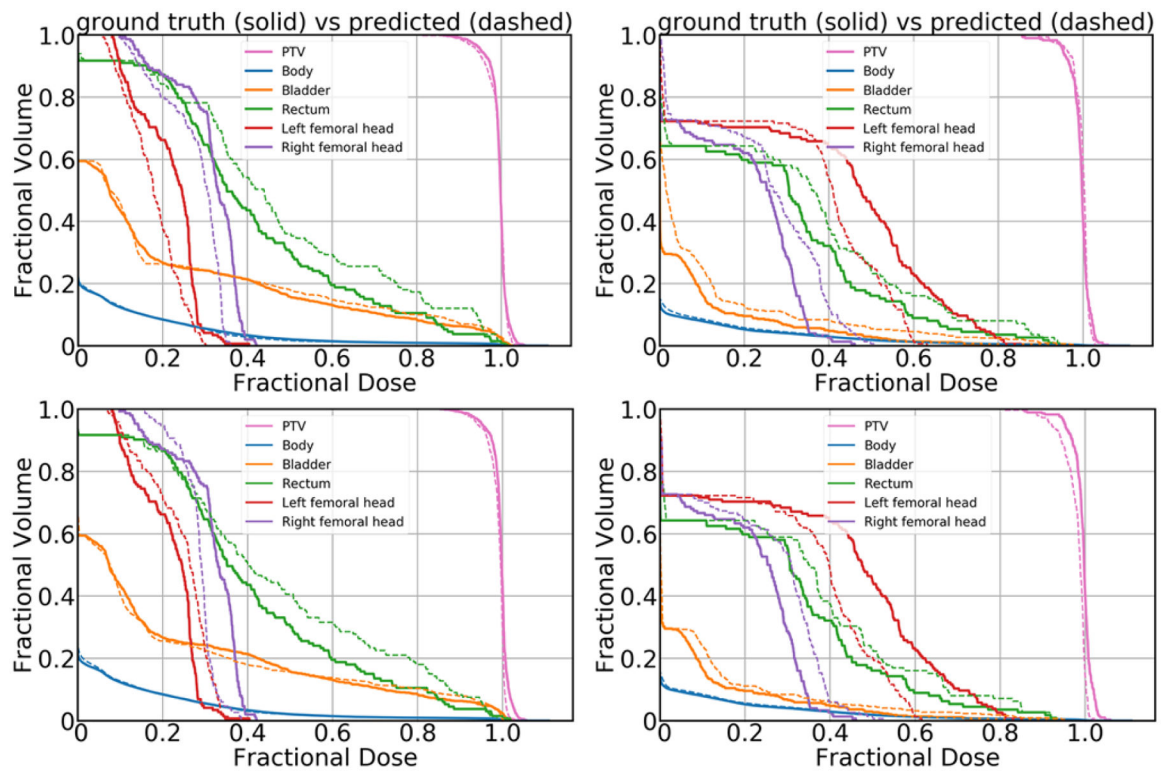 ground truth (solid) vs predicted (dashed)
1.0
0.8
0.6
0.4
0.2
0
Fractional Volume
PTV
Body
Bladder
Rectum
Left femoral head
Right femoral head
0 0.2 0.4 0.6 0.8 1.0
Fractional Dose
ground truth (solid) vs predicted (dashed)
1.0
0.8
0.6
0.4
0.2
0
Fractional Volume
PTV
Body
Bladder
Rectum
Left femoral head
Right femoral head
0 0.2 0.4 0.6 0.8 1.0
Fractional Dose
1.0
0.8
0.6
0.4
0.2
0
Fractional Volume
PTV
Body
Bladder
Rectum
Left femoral head
Right femoral head
0 0.2 0.4 0.6 0.8 1.0
Fractional Dose
1.0
0.8
0.6
0.4
0.2
0
Fractional Volume
PTV
Body
Bladder
Rectum
Left femoral head
Right femoral head
0 0.2 0.4 0.6 0.8 1.0
Fractional Dose